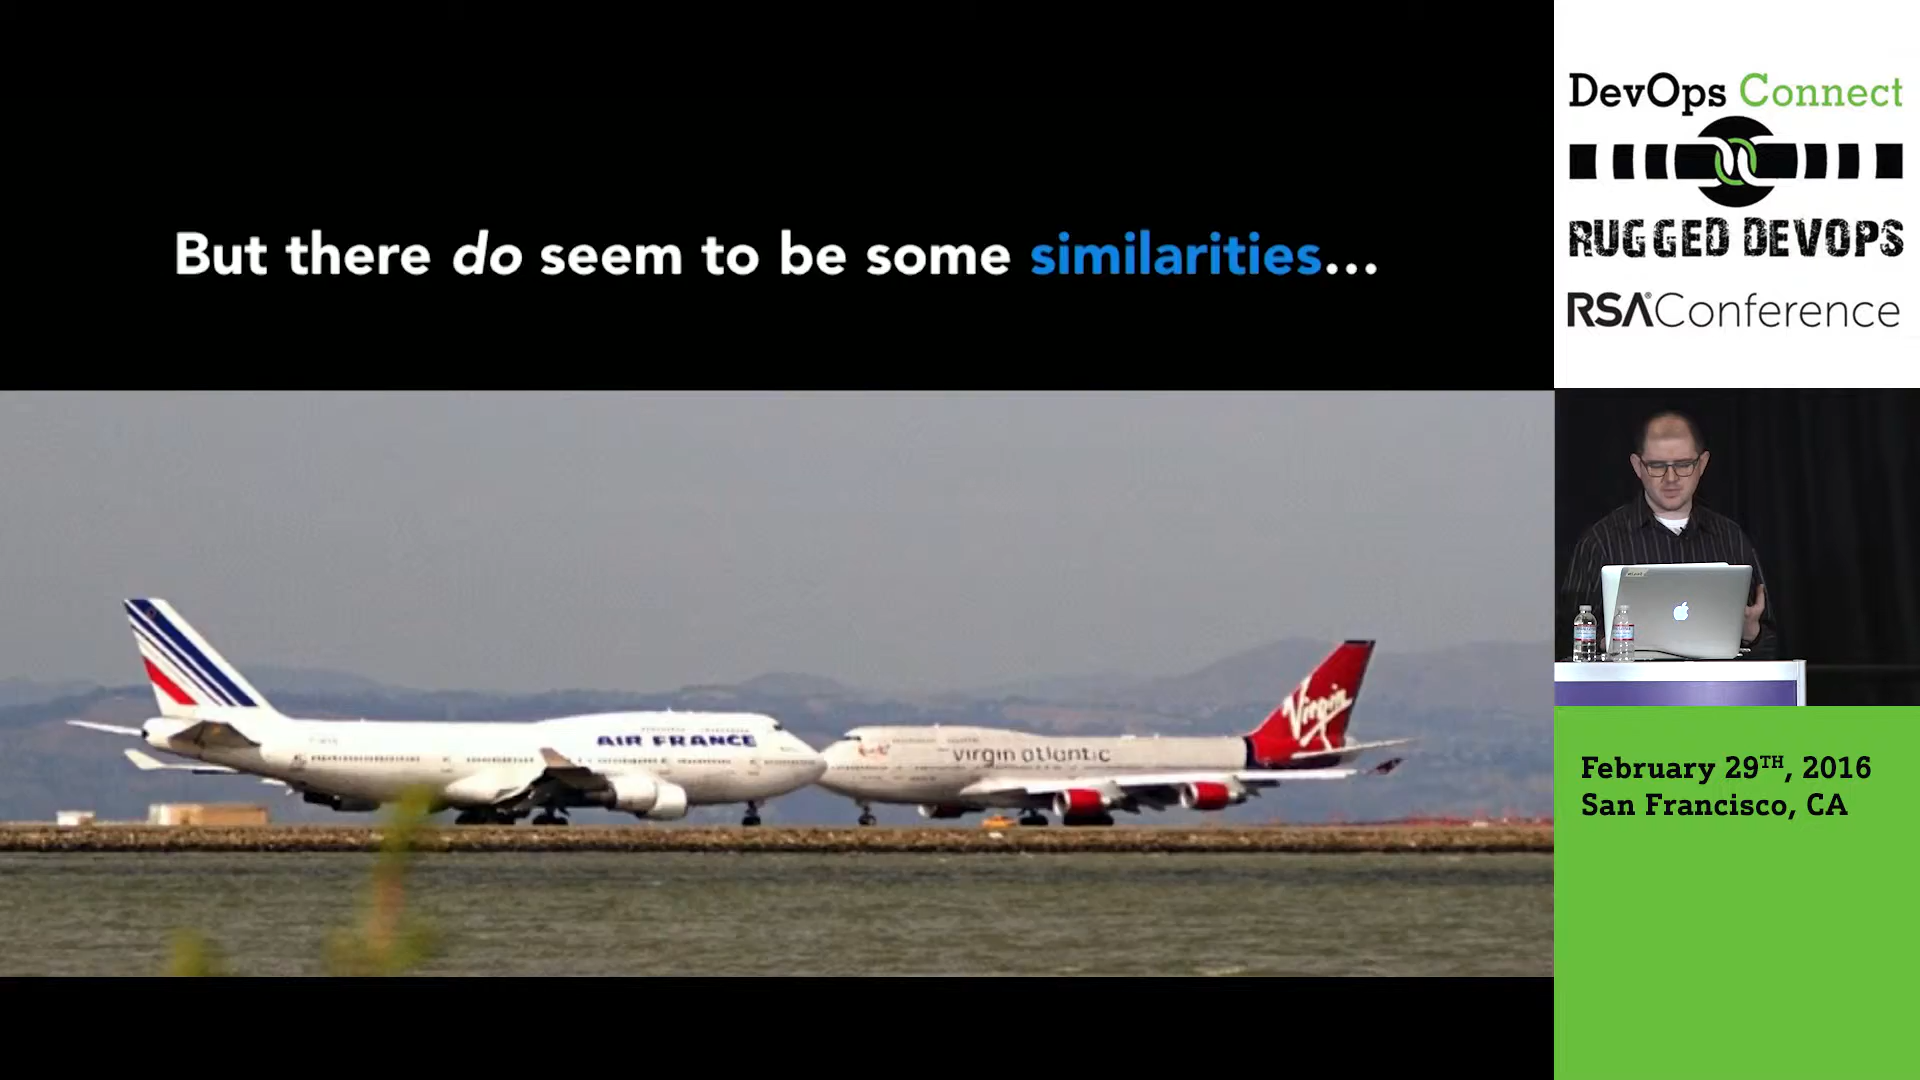 But there do seem to be some similarities...
AIR FRANCE
virgin atlantic
Virgin
DevOps Connect
RUGGED DEVOPS
RSAConference
February 29TH, 2016
San Francisco, CA